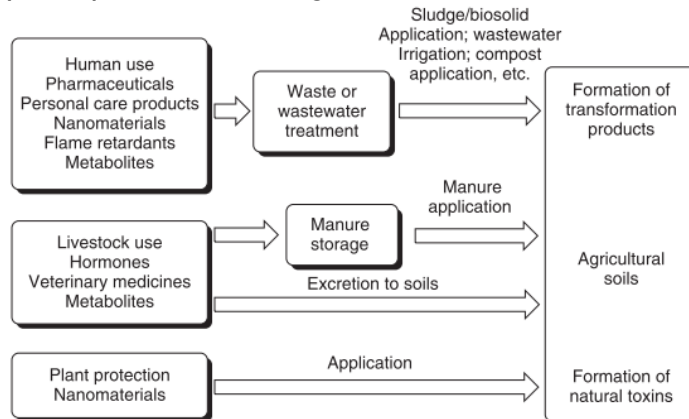 Sludge/biosolid
Application; wastewater
Irrigation; compost
application, etc.
Human use
Pharmaceuticals
Personal care products
Nanomaterials
Flame retardants
Metabolites
Waste or
wastewater
treatment
Formation of
transformation
products
Manure
application
Manure
storage
Livestock use
Hormones
Veterinary medicines
Metabolites
Excretion to soils
Agricultural
soils
Plant protection
Nanomaterials
Application
Formation of
natural toxins